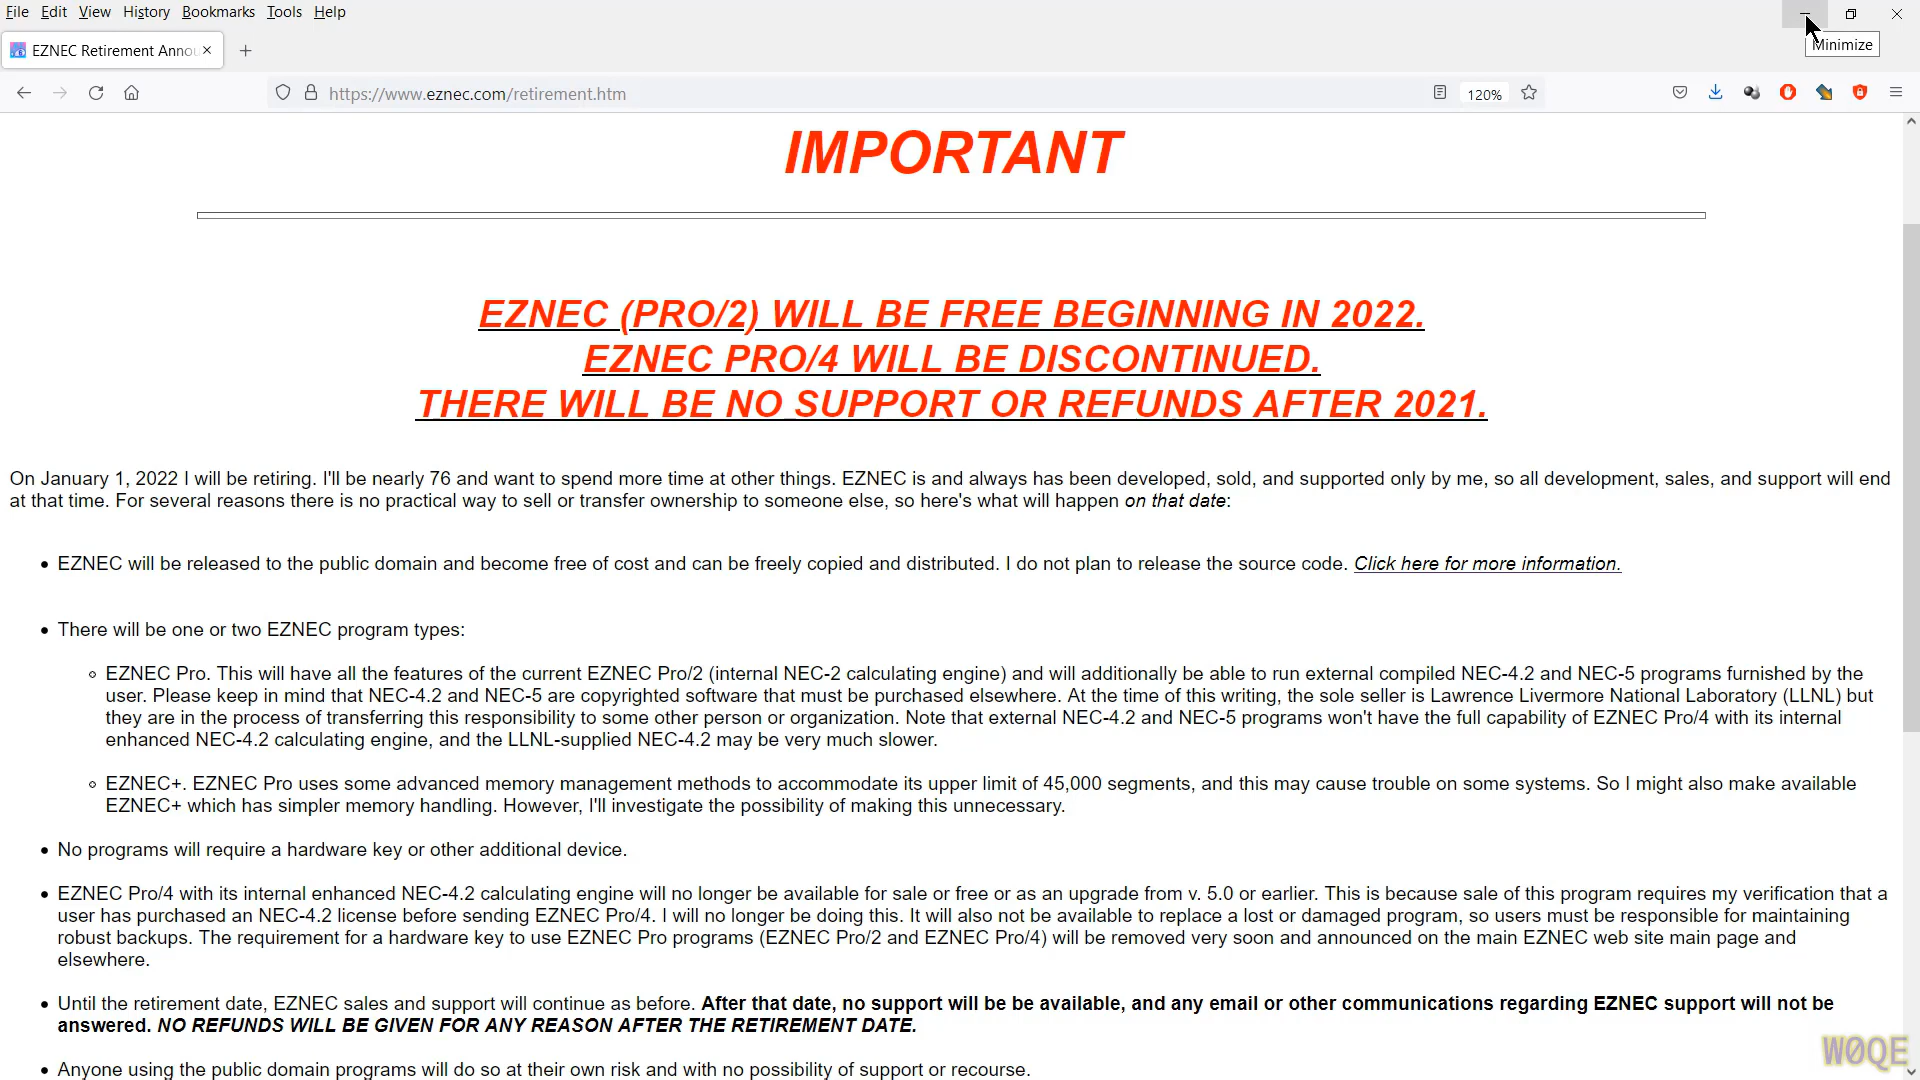 File Edit View History Bookmarks Tools Help
EZNEC Retirement Annou
Minimize
https://www.eznec.com/retirement.htm
120%
IMPORTANT
EZNEC (PRO/2) WILL BE FREE BEGINNING IN 2022.
EZNEC PRO/4 WILL BE DISCONTINUED.
THERE WILL BE NO SUPPORT OR REFUNDS AFTER 2021.
On January 1, 2022 I will be retiring. I'll be nearly 76 and want to spend more time at other things. EZNEC is and always has been developed, sold, and supported only by me, so all development, sales, and support will end
at that time. For several reasons there is no practical way to sell or transfer ownership to someone else, so here's what will happen on that date:
• EZNEC will be released to the public domain and become free of cost and can be freely copied and distributed. I do not plan to release the source code. Click here for more information.
• There will be one or two EZNEC program types:
◦ EZNEC Pro. This will have all the features of the current EZNEC Pro/2 (internal NEC-2 calculating engine) and will additionally be able to run external compiled NEC-4.2 and NEC-5 programs furnished by the
user. Please keep in mind that NEC-4.2 and NEC-5 are copyrighted software that must be purchased elsewhere. At the time of this writing, the sole seller is Lawrence Livermore National Laboratory (LLNL) but
they are in the process of transferring this responsibility to some other person or organization. Note that external NEC-4.2 and NEC-5 programs won't have the full capability of EZNEC Pro/4 with its internal
enhanced NEC-4.2 calculating engine, and the LLNL-supplied NEC-4.2 may be very much slower.
◦ EZNEC+. EZNEC Pro uses some advanced memory management methods to accommodate its upper limit of 45,000 segments, and this may cause trouble on some systems. So I might also make available
EZNEC+ which has simpler memory handling. However, I'll investigate the possibility of making this unnecessary.
• No programs will require a hardware key or other additional device.
• EZNEC Pro/4 with its internal enhanced NEC-4.2 calculating engine will no longer be available for sale or free or as an upgrade from v. 5.0 or earlier. This is because sale of this program requires my verification that a
user has purchased an NEC-4.2 license before sending EZNEC Pro/4. I will no longer be doing this. It will also not be available to replace a lost or damaged program, so users must be responsible for maintaining
robust backups. The requirement for a hardware key to use EZNEC Pro programs (EZNEC Pro/2 and EZNEC Pro/4) will be removed very soon and announced on the main EZNEC web site main page and
elsewhere.
• Until the retirement date, EZNEC sales and support will continue as before. After that date, no support will be be available, and any email or other communications regarding EZNEC support will not be
answered. NO REFUNDS WILL BE GIVEN FOR ANY REASON AFTER THE RETIREMENT DATE.
• Anyone using the public domain programs will do so at their own risk and with no possibility of support or recourse.
W0QE